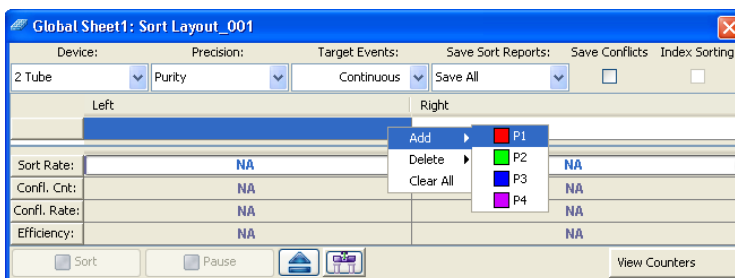 Global Sheet1: Sort Layout_001
Device: Precision: Target Events: Save Sort Reports: Save Conflicts Index Sorting
2 Tube Purity Continuous Save All
Left Right
Add P1
Delete P2
Clear All P3
P4
Sort Rate: NA NA
Confl. Cnt: NA
Confl. Rate: NA NA
Efficiency: NA NA
Sort Pause View Counters